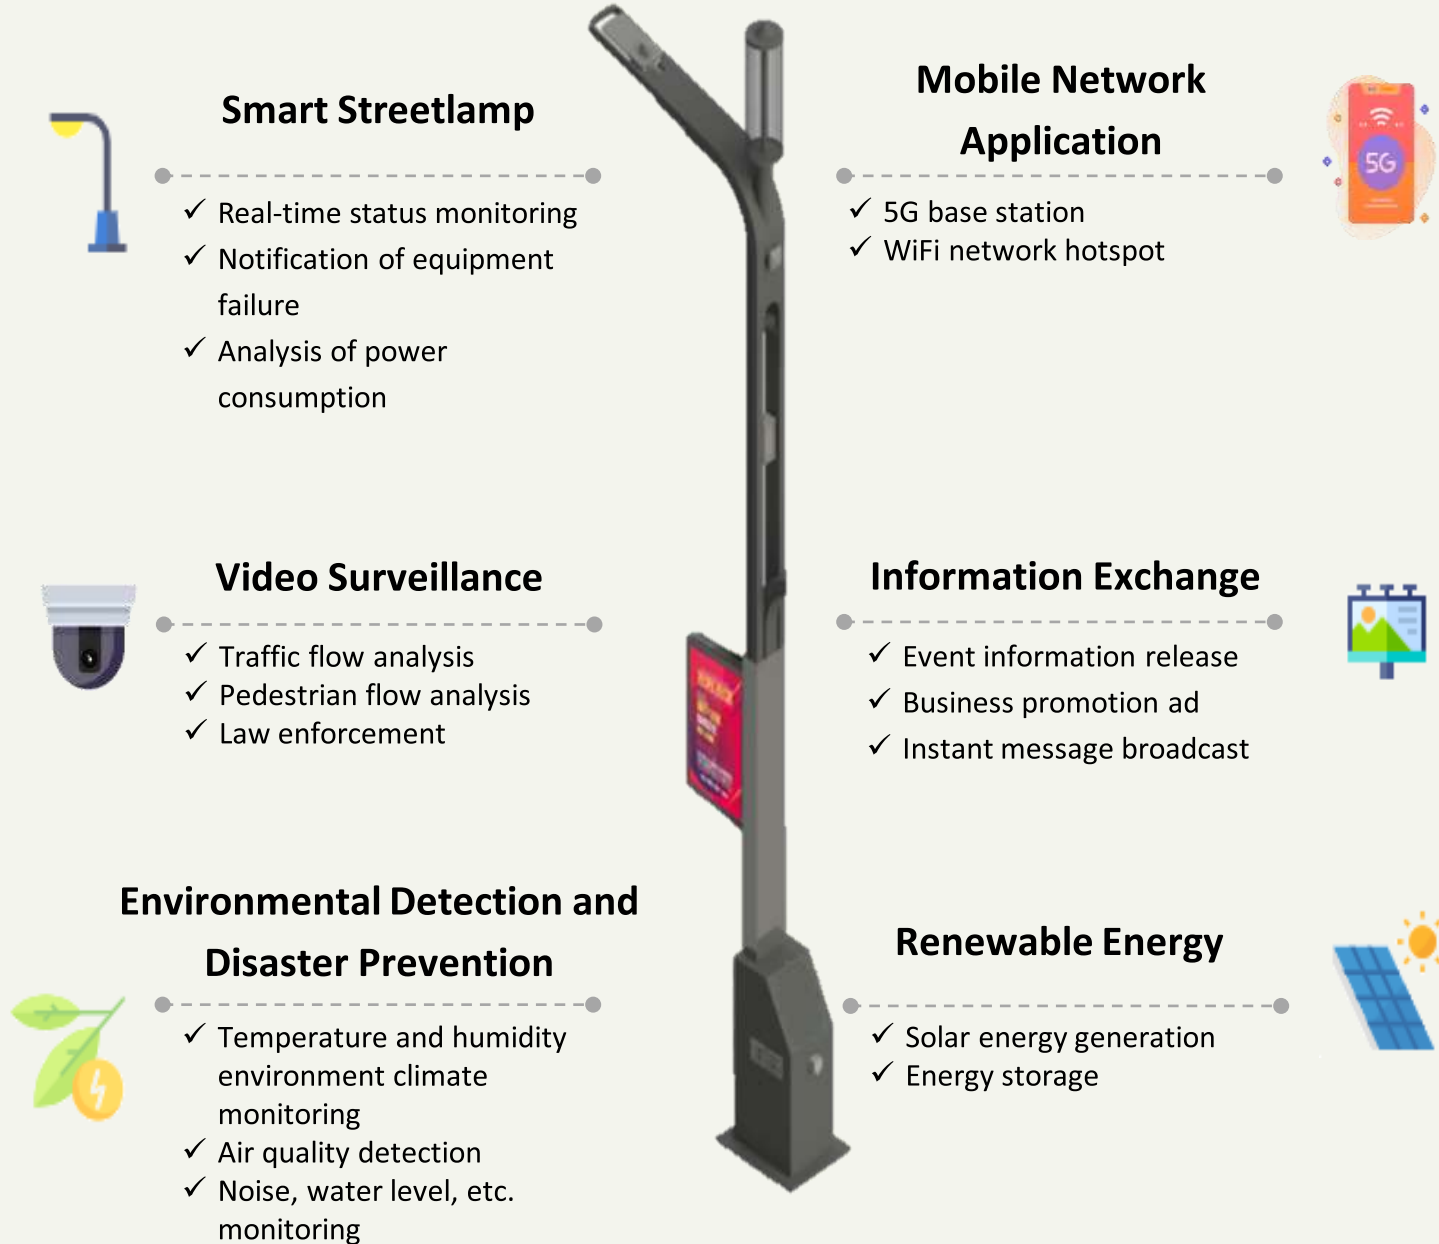 Smart Streetlamp
Real-time status monitoring
Notification of equipment
failure
Analysis of power
consumption
Mobile Network
Application
5G base station
WiFi network hotspot
5G
Video Surveillance
Traffic flow analysis
Pedestrian flow analysis
Law enforcement
Information Exchange
Event information release
Business promotion ad
Instant message broadcast
Environmental Detection and
Disaster Prevention
Temperature and humidity
environment climate
monitoring
Air quality detection
Noise, water level, etc.
monitoring
Renewable Energy
Solar energy generation
Energy storage